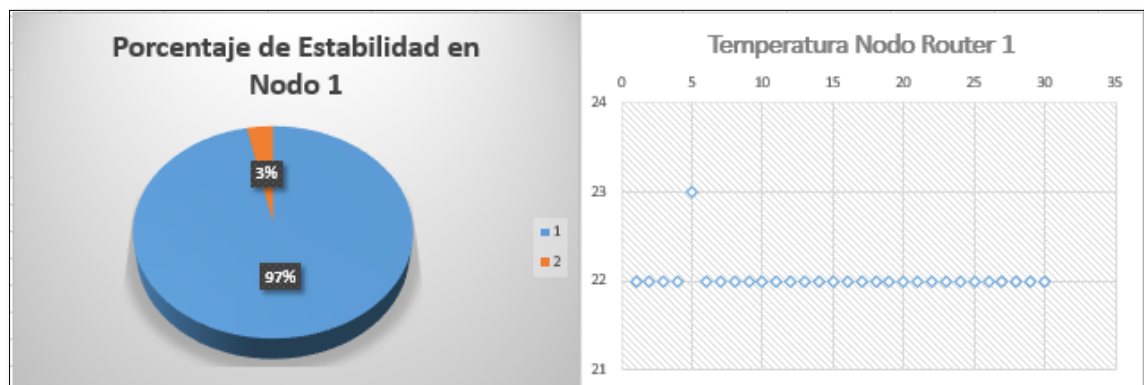 Porcentaje de Estabilidad en
Nodo 1
3%
97%
1
2
Temperatura Nodo Router 1
0 5 10 15 20 25 30 35
24
23
22
21